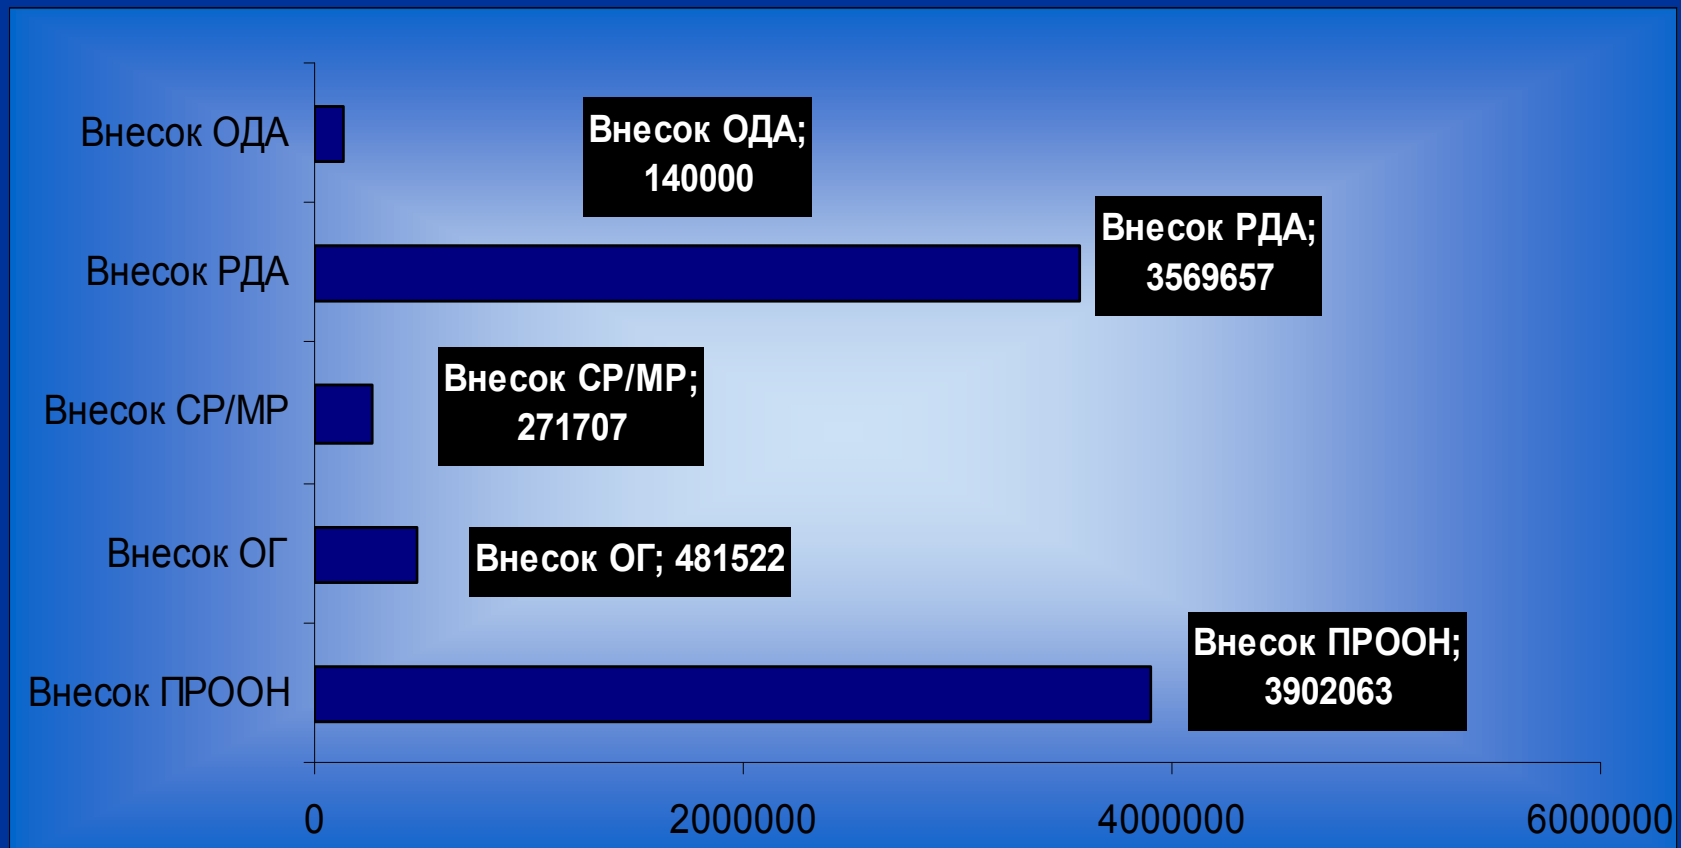 Внесок ОДА
Внесок ОДА;
140000
Внесок РДА
Внесок РДА;
3569657
Внесок СР/МР
Внесок СР/МР;
271707
Внесок ОГ
Внесок ОГ; 481522
Внесок ПРООН
Внесок ПРООН;
3902063
0 2000000 4000000 6000000